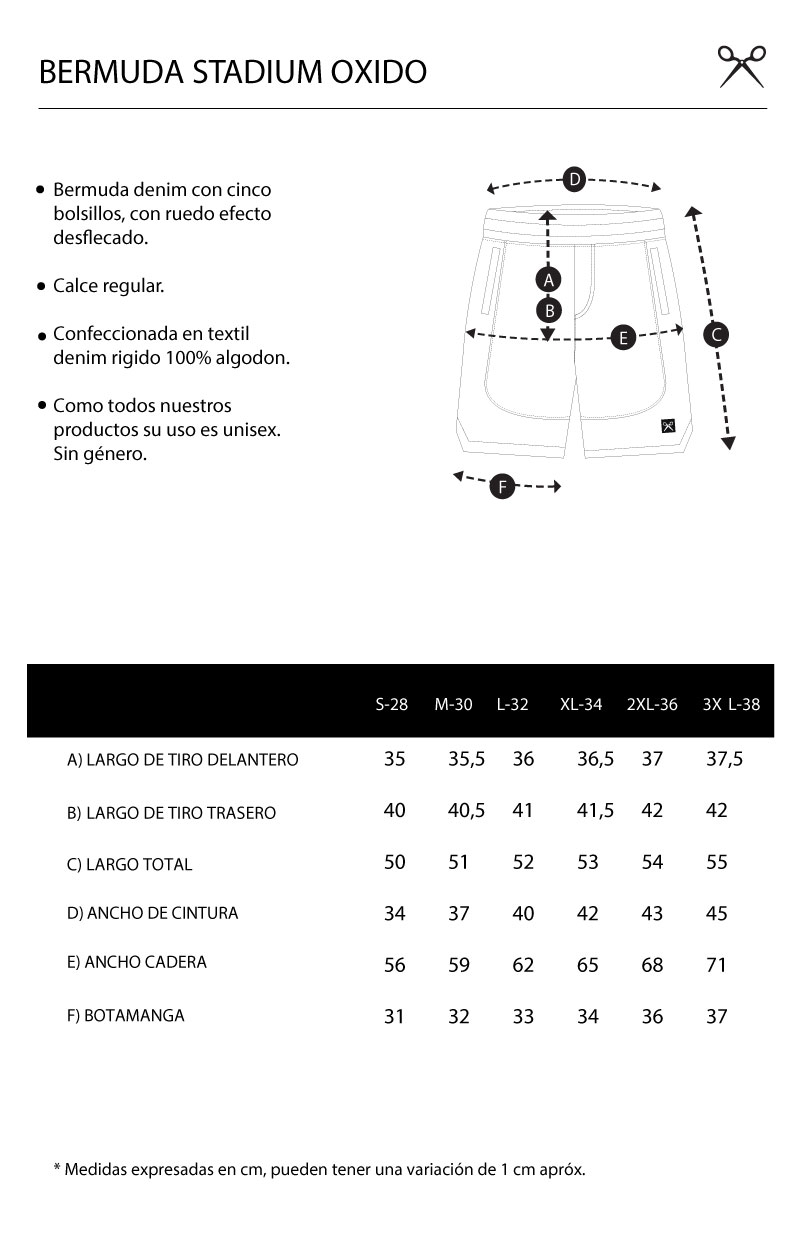 BERMUDA STADIUM OXIDO
• Bermuda denim con cinco
bolsillos, con ruedo efecto
desflecado.
• Calce regular.
• Confeccionada en textil
denim rigido 100% algodon.
• Como todos nuestros
productos su uso es unisex.
Sin género.
D
A
B
E
C
F
S-28 M-30 L-32 XL-34 2XL-36 3X L-38
A) LARGO DE TIRO DELANTERO 35 35,5 36 36,5 37 37,5
B) LARGO DE TIRO TRASERO 40 40,5 41 41,5 42 42
C) LARGO TOTAL 50 51 52 53 54 55
D) ANCHO DE CINTURA 34 37 40 42 43 45
E) ANCHO CADERA 56 59 62 65 68 71
F) BOTAMANGA 31 32 33 34 36 37
* Medidas expresadas en cm, pueden tener una variación de 1 cm apróx.